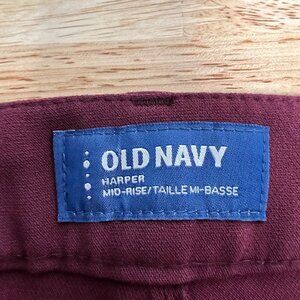 OLD NAVY
HARPER
MID-RISE/TAILLE MI-BASSE